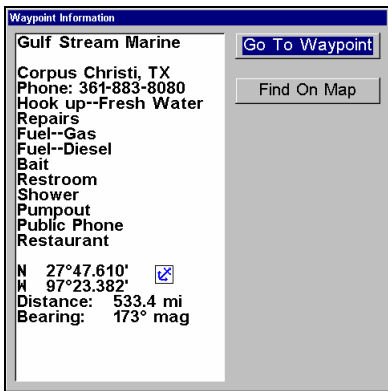 Waypoint Information
Gulf Stream Marine
Corpus Christi, TX
Phone: 361-883-8080
Hook up--Fresh Water
Repairs
Fuel--Gas
Fuel--Diesel
Bait
Restroom
Shower
Pumpout
Public Phone
Restaurant
N 27°47.610'
W 97°23.382'
Distance: 533.4 mi
Bearing: 173° mag
Go To Waypoint
Find On Map